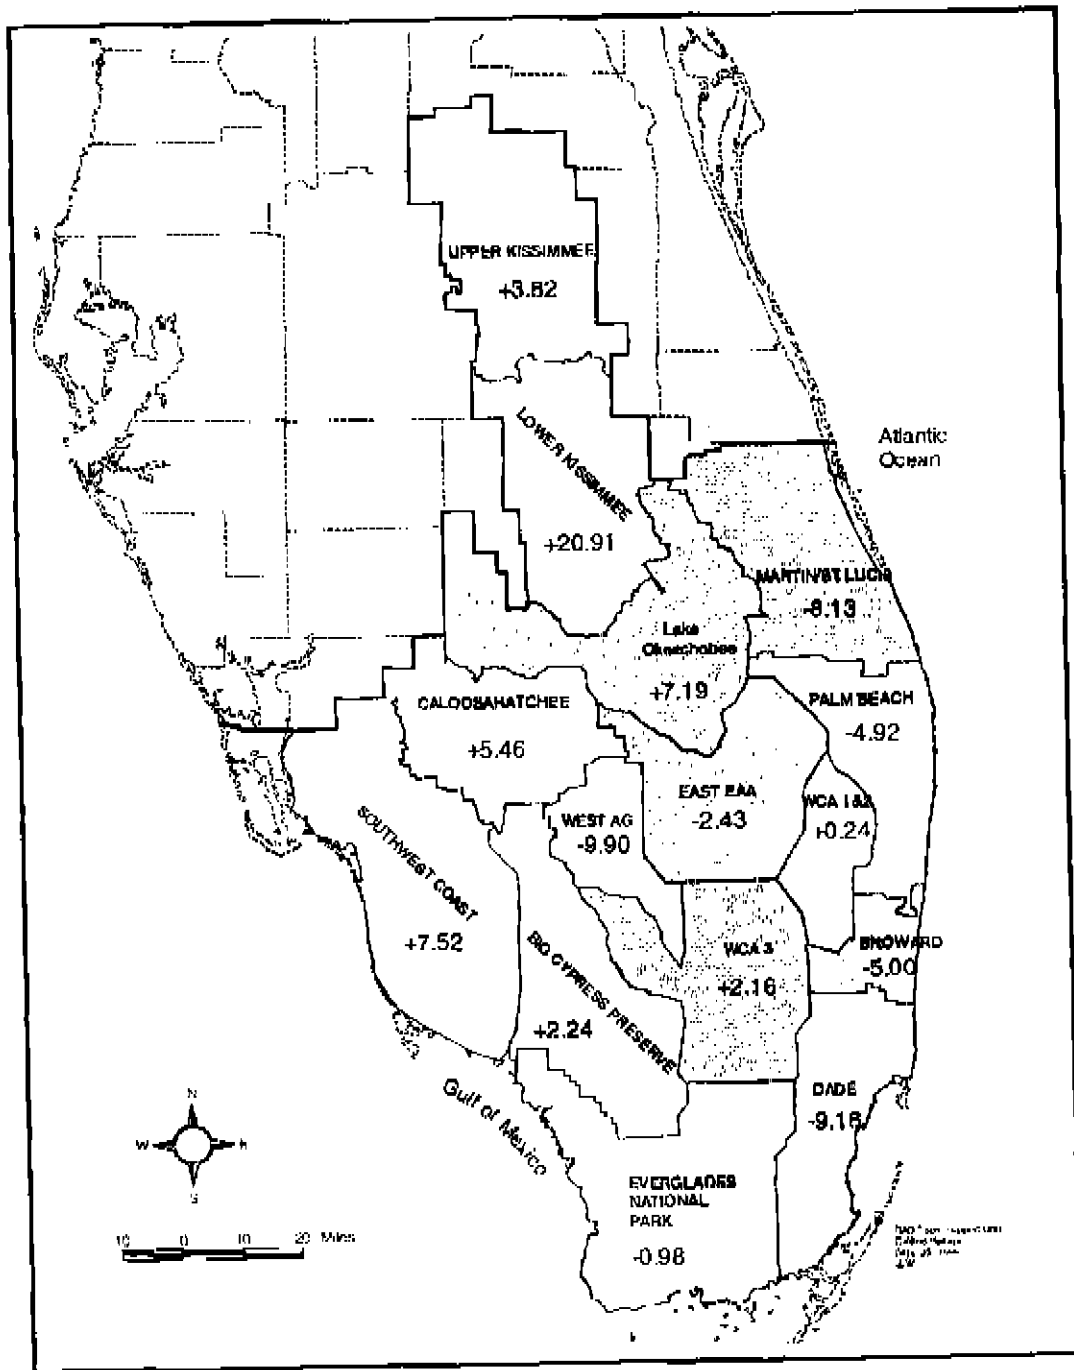 UPPER KISSIMMEE
+3.82
LOWER KISSIMMEE
+20.91
Atlantic
Ocean
MARTIN/ST LUCIE
-8.13
Lake
Okeechobee
+7.19
CALOOSAHATCHEE
+5.46
PALM BEACH
-4.92
EAST EAA
-2.43
WCA 1&2
+0.24
WEST AG
-9.90
SOUTHWEST COAST
+7.52
BIG CYPRESS PRESERVE
+2.24
WCA 3
+2.16
BROWARD
-5.00
DADE
Gulf of Mexico
EVERGLADES
NATIONAL
PARK
-0.98
N
W
S
10 0 10 20 Miles